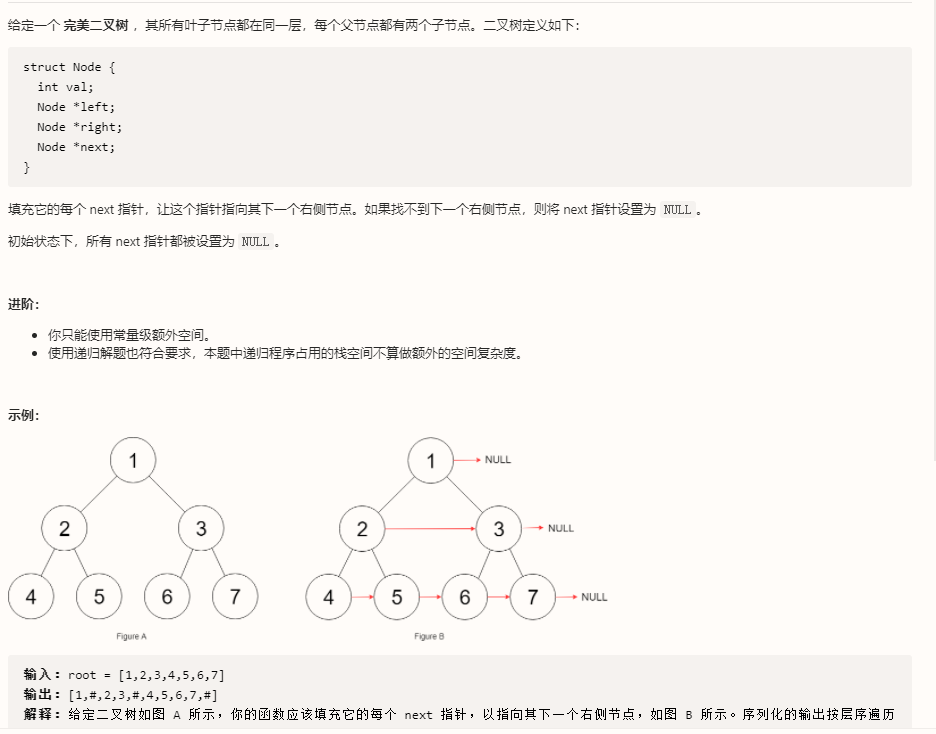 给定一个 完美二叉树 ，其所有叶子节点都在同一层，每个父节点都有两个子节点。二叉树定义如下：
struct Node {
  int val;
  Node *left;
  Node *right;
  Node *next;
}
填充它的每个 next 指针，让这个指针指向其下一个右侧节点。如果找不到下一个右侧节点，则将 next 指针设置为 NULL 。
初始状态下，所有 next 指针都被设置为 NULL 。
进阶：
• 你只能使用常量级额外空间。
• 使用递归解题也符合要求，本题中递归程序占用的栈空间不算做额外的空间复杂度。
示例：
1
2 3
4 5 6 7
Figure A
1 NULL
2 3 NULL
4 5 6 7 NULL
Figure B
输入：root = [1,2,3,4,5,6,7]
输出：[1,#,2,3,#,4,5,6,7,#]
解释：给定二叉树如图 A 所示，你的函数应该填充它的每个 next 指针，以指向其下一个右侧节点，如图 B 所示。序列化的输出按层序遍历